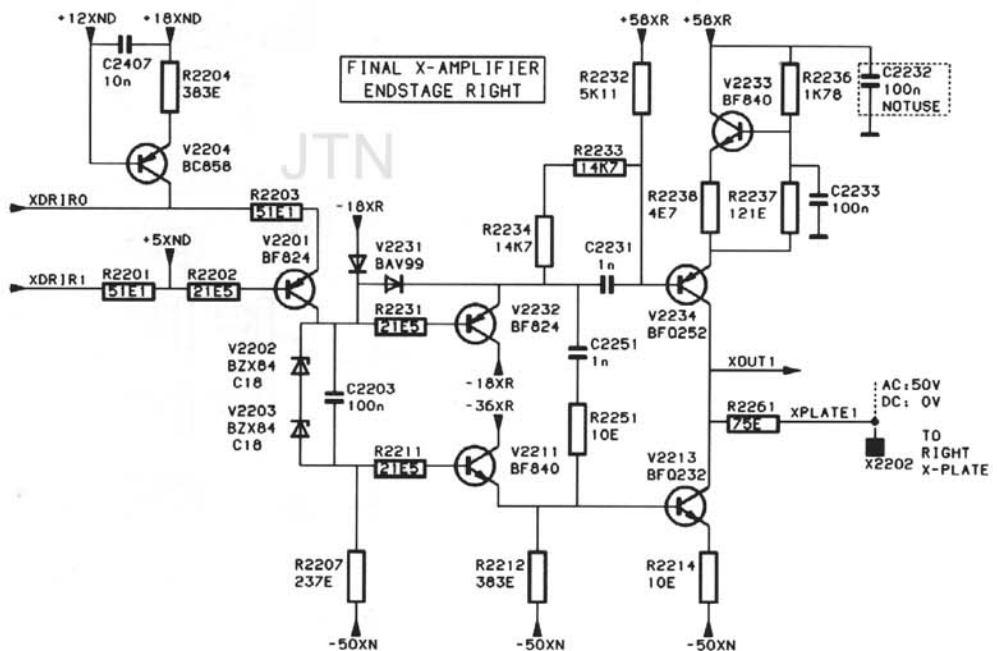 +12XND
+18XND
C2407
10n
R2204
383E
V2204
BC858
FINAL X-AMPLIFIER
ENDSTAGE RIGHT
+58XR
+58XR
R2232
5K11
V2233
BF840
R2236
1K78
C2232
100n
NOTUSE
JTN
XDRIR0
R2203
51E1
R2233
14K7
-18XR
R2234
14K7
R2238
4E7
R2237
121E
C2233
100n
+5XND
V2201
BF824
V2231
BAV99
C2231
1n
XDRIR1
R2201
51E1
R2202
21E5
R2231
21E5
V2232
BF824
V2234
BFQ252
V2202
BZX84
C18
C2203
100n
C2251
1n
-18XR
-36XR
XOUT1
AC:50V
DC: 0V
V2203
BZX84
C18
R2251
10E
R2261
75E
XPLATE1
TO
RIGHT
X-PLATE
X2202
R2211
21E5
V2211
BF840
V2213
BFQ232
R2207
237E
R2212
383E
R2214
10E
-50XN
-50XN
-50XN